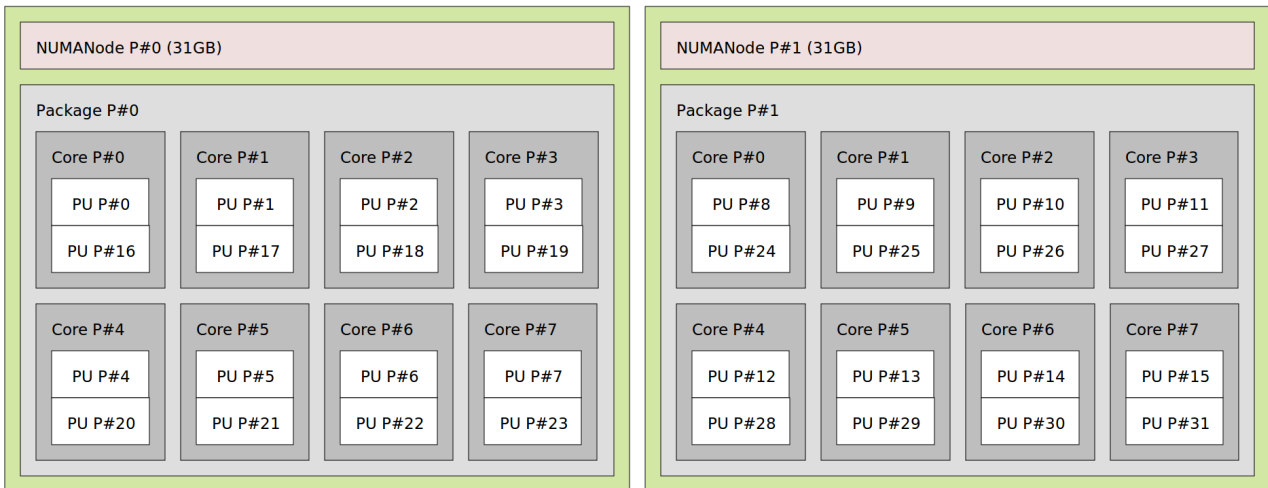 NUMANode P#0 (31GB)
Package P#0
Core P#0
PU P#0
PU P#16
Core P#1
PU P#1
PU P#17
Core P#2
PU P#2
PU P#18
Core P#3
PU P#3
PU P#19
Core P#4
PU P#4
PU P#20
Core P#5
PU P#5
PU P#21
Core P#6
PU P#6
PU P#22
Core P#7
PU P#7
PU P#23
NUMANode P#1 (31GB)
Package P#1
Core P#0
PU P#8
PU P#24
Core P#1
PU P#9
PU P#25
Core P#2
PU P#10
PU P#26
Core P#3
PU P#11
PU P#27
Core P#4
PU P#12
PU P#28
Core P#5
PU P#13
PU P#29
Core P#6
PU P#14
PU P#30
Core P#7
PU P#15
PU P#31